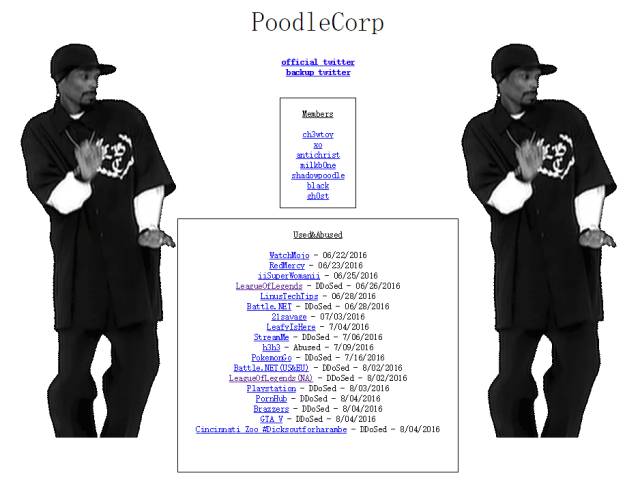 PoodleCorp
official twitter
backup twitter
Members
ch3wtoy
xo
antichrist
milkb0ne
shadowpoodle
black
gh0st
Used&Abused
WatchMojo - 06/22/2016
RedMercy - 06/23/2016
iiSuperWomanii - 06/25/2016
LeagueOfLegends - DDoSed - 06/26/2016
LinusTechTips - 06/28/2016
Battle.NET - DDoSed - 06/28/2016
21savage - 07/03/2016
LeafyIsHere - 7/04/2016
StreamMe - DDoSed - 7/06/2016
h3h3 - Abused - 7/09/2016
PokemonGo - DDoSed - 7/16/2016
Battle.NET(US&EU) - DDoSed - 8/02/2016
LeagueOfLegends(NA) - DDoSed - 8/02/2016
Playstation - DDoSed - 8/03/2016
PornHub - DDoSed - 8/04/2016
Brazzers - DDoSed - 8/04/2016
GTA V - DDoSed - 8/04/2016
Cincinnati Zoo #Dicksoutforharambe - DDoSed - 8/04/2016